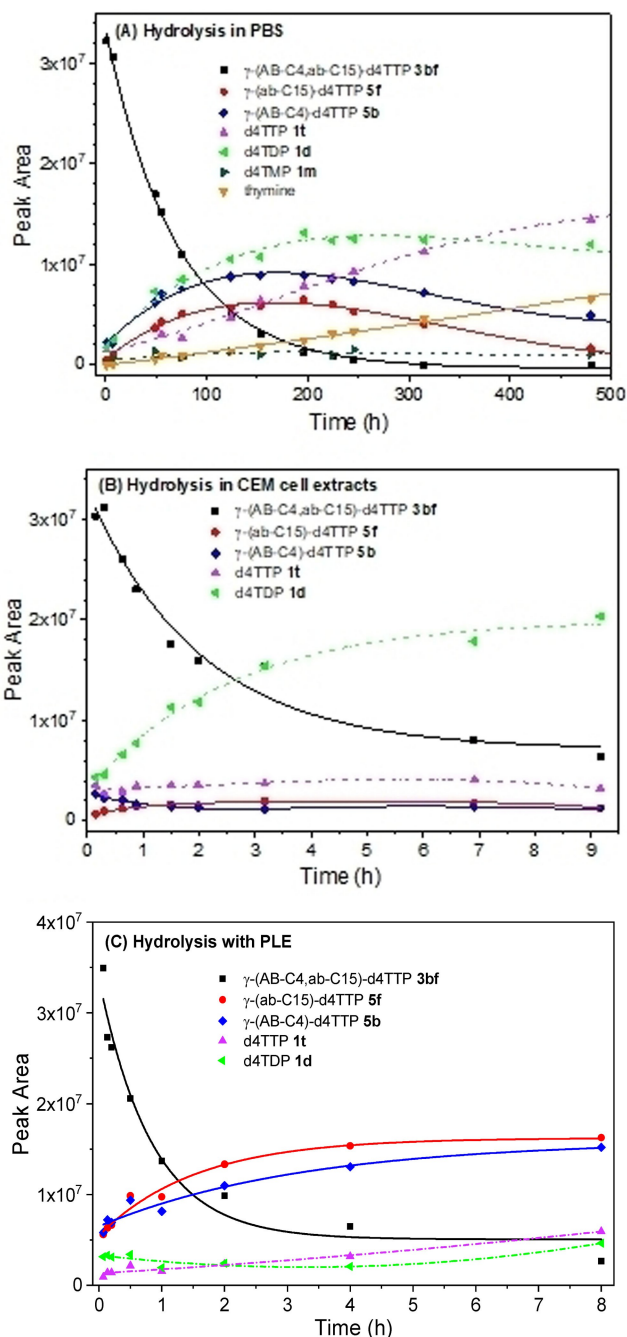 (A) Hydrolysis in PBS
γ-(AB-C4,ab-C15)-d4TTP 3bf
γ-(ab-C15)-d4TTP 5f
γ-(AB-C4)-d4TTP 5b
d4TTP 1t
d4TDP 1d
d4TMP 1m
thymine
3x10⁷
2x10⁷
1x10⁷
0
Peak Area
0 100 200 300 400 500
Time (h)
(B) Hydrolysis in CEM cell extracts
γ-(AB-C4,ab-C15)-d4TTP 3bf
γ-(ab-C15)-d4TTP 5f
γ-(AB-C4)-d4TTP 5b
d4TTP 1t
d4TDP 1d
3x10⁷
2x10⁷
1x10⁷
0
Peak Area
0 1 2 3 4 5 6 7 8 9
Time (h)
4x10⁷
(C) Hydrolysis with PLE
γ-(AB-C4,ab-C15)-d4TTP 3bf
γ-(ab-C15)-d4TTP 5f
γ-(AB-C4)-d4TTP 5b
d4TTP 1t
d4TDP 1d
3x10⁷
2x10⁷
1x10⁷
0
Peak Area
0 1 2 3 4 5 6 7 8
Time (h)